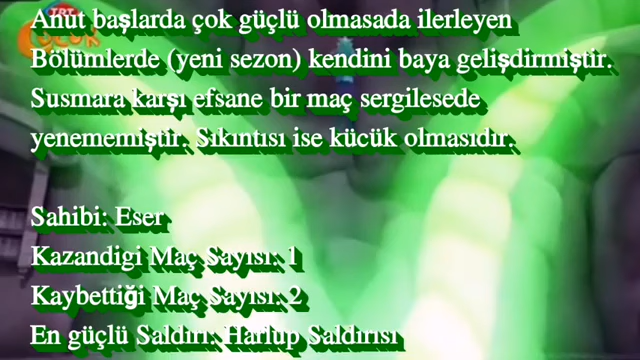 TRT
ÇOCUK
Anut başlarda çok güçlü olmasada ilerleyen
Bölümlerde (yeni sezon) kendini baya gelişdirmiştir.
Susmara karşı efsane bir maç sergilesede
yenememiştir. Sıkıntısı ise kücük olmasıdır.
Sahibi: Eser
Kazandigi Maç Sayısı: 1
Kaybettiği Maç Sayısı: 2
En güçlü Saldırı: Harlup Saldırısı